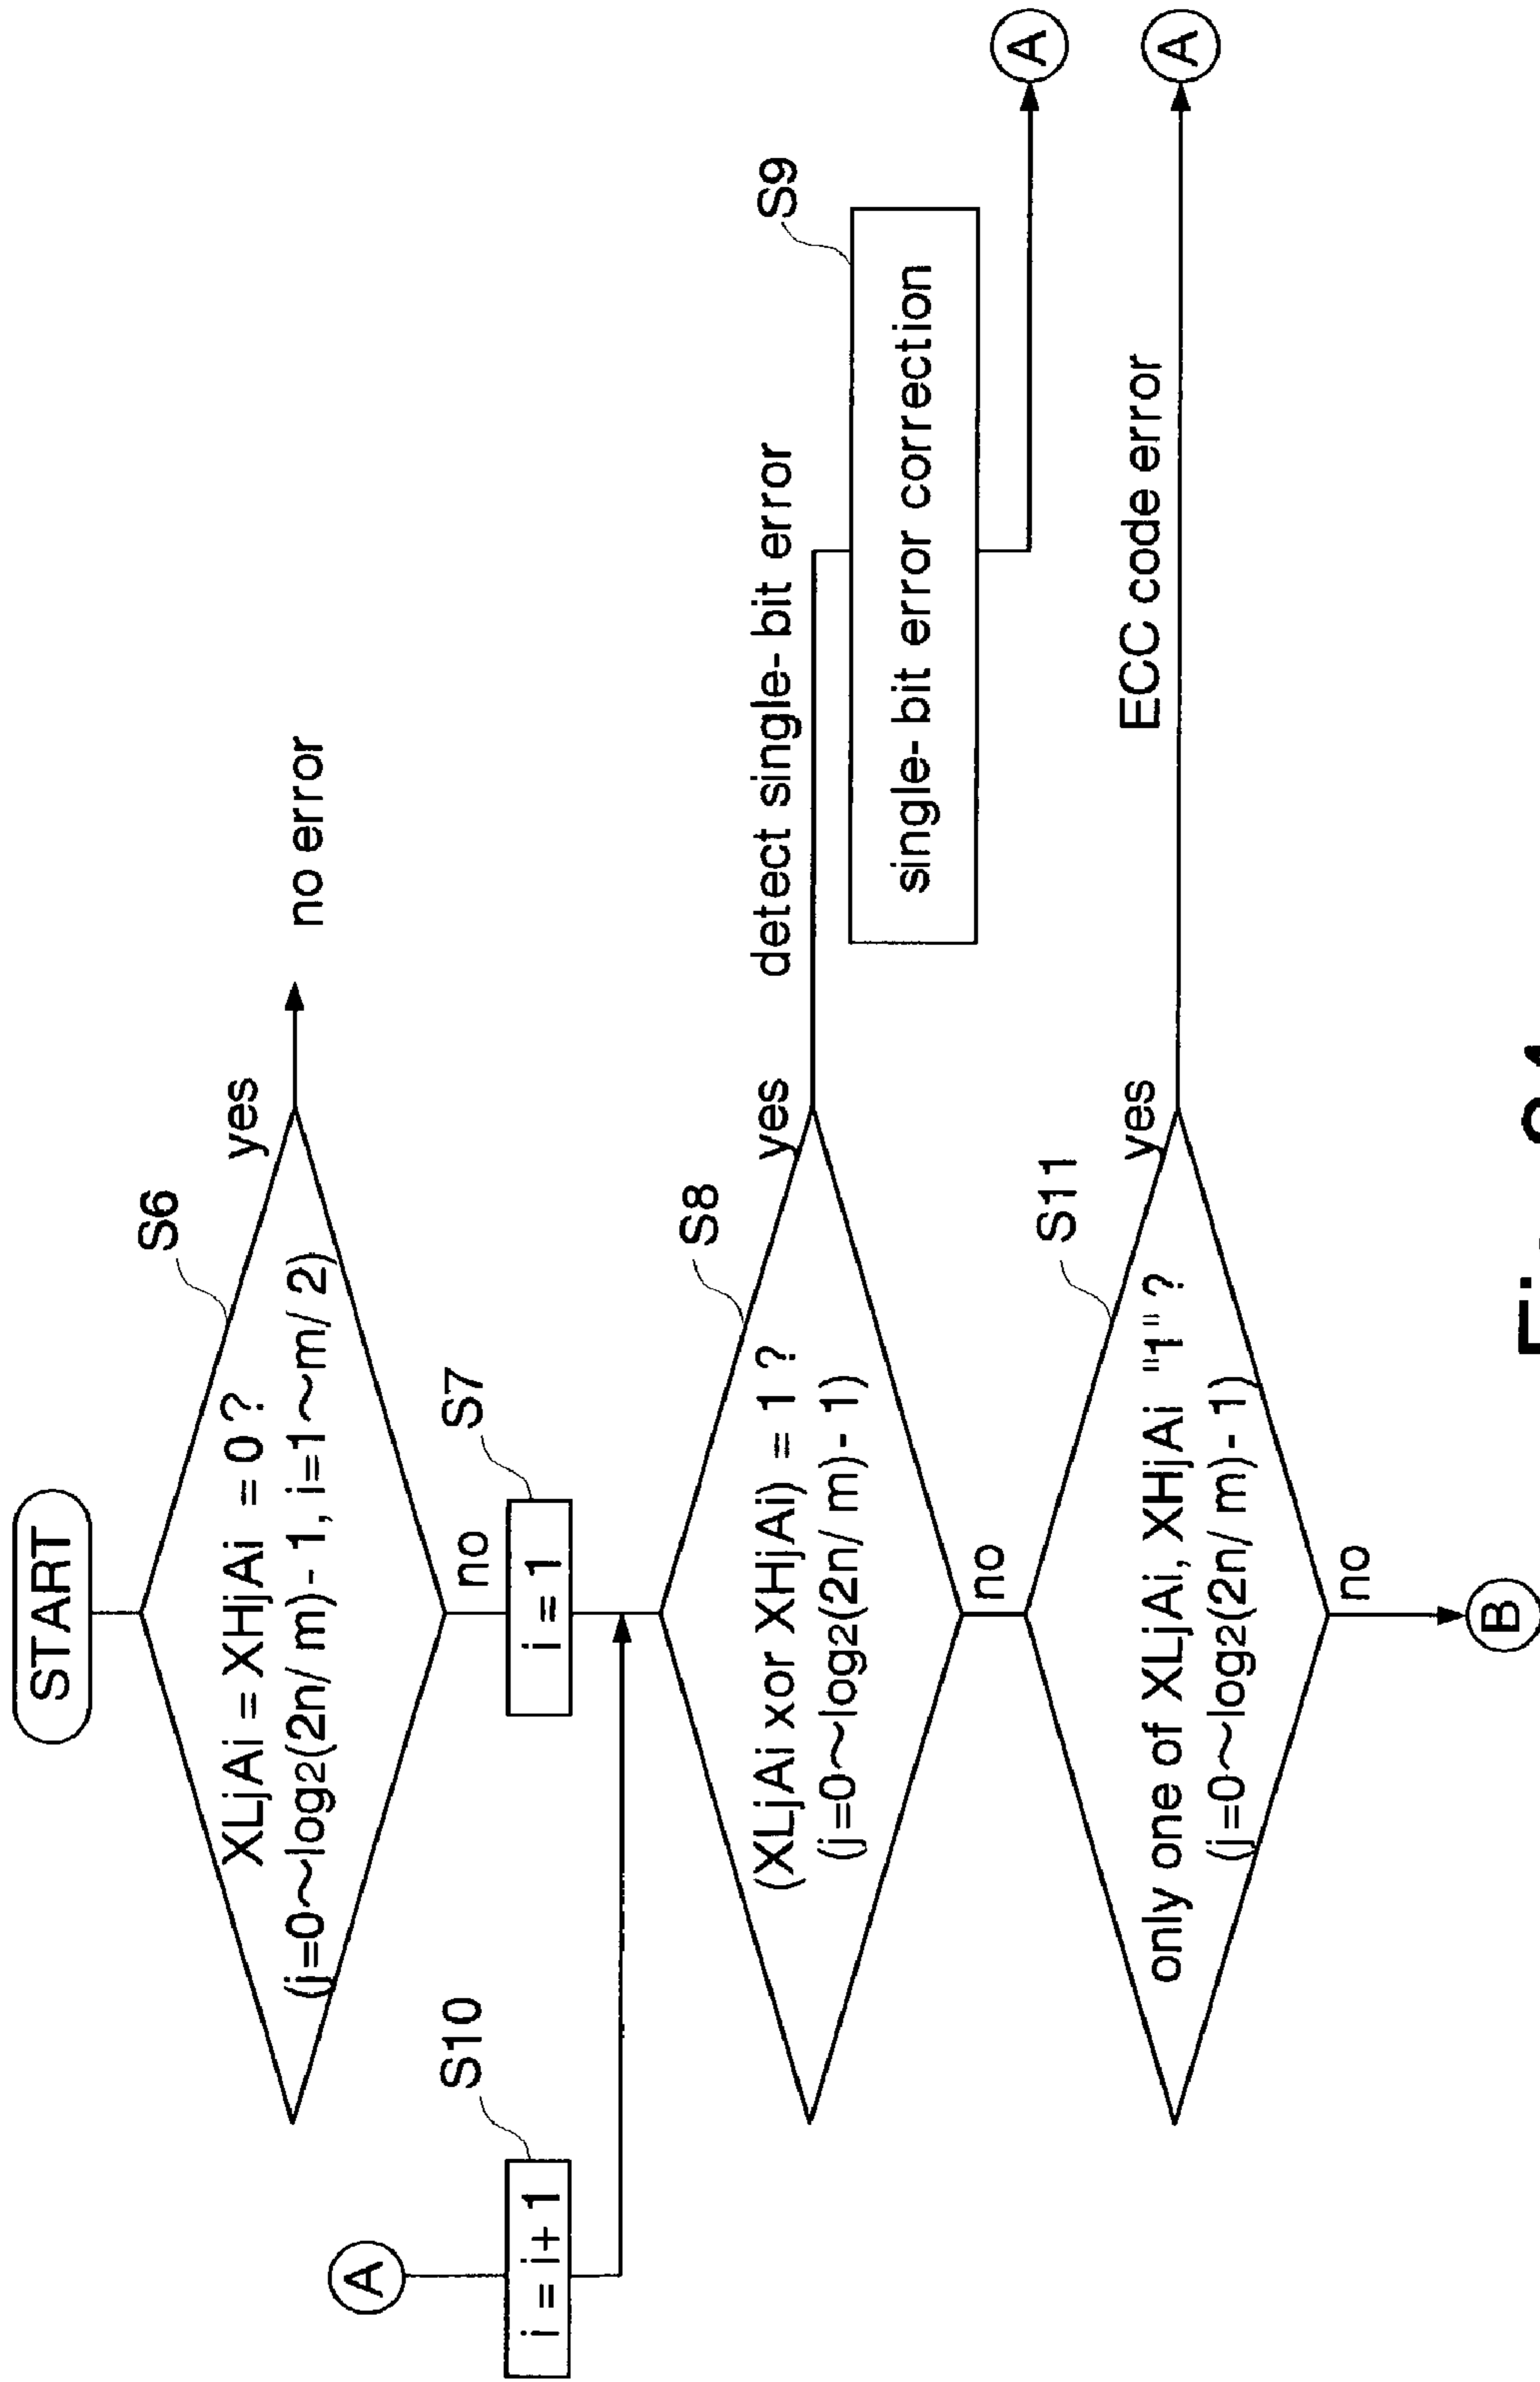 START
S6
XLjAi = XHjAi = 0 ?
(j=0~log2(2n/ m)- 1, i=1~m/ 2)
yes
no error
no
S7
i = 1
A
S10
i = i+ 1
S8
(XLjAi xor XHjAi) = 1 ?
(j=0~log2(2n/ m)- 1)
yes
detect single- bit error
S9
single- bit error correction
A
no
S11
only one of XLjAi, XHjAi "1" ?
(j=0~log2(2n/ m)- 1)
yes
ECC code error
A
no
B